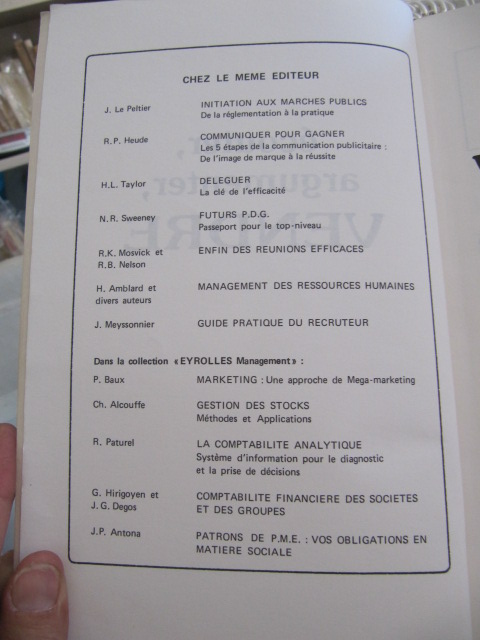 CHEZ LE MEME EDITEUR
J. Le Peltier INITIATION AUX MARCHES PUBLICS
De la réglementation à la pratique
R.P. Heude COMMUNIQUER POUR GAGNER
Les 5 étapes de la communication publicitaire :
De l'image de marque à la réussite
H.L. Taylor DELEGUER
La clé de l'efficacité
N.R. Sweeney FUTURS P.D.G.
Passeport pour le top-niveau
R.K. Mosvick et ENFIN DES REUNIONS EFFICACES
R.B. Nelson
H. Amblard et MANAGEMENT DES RESSOURCES HUMAINES
divers auteurs
J. Meyssonnier GUIDE PRATIQUE DU RECRUTEUR
Dans la collection «EYROLLES Management» :
P. Baux MARKETING : Une approche de Mega-marketing
Ch. Alcouffe GESTION DES STOCKS
Méthodes et Applications
R. Paturel LA COMPTABILITE ANALYTIQUE
Système d'information pour le diagnostic
et la prise de décisions
G. Hirigoyen et COMPTABILITE FINANCIERE DES SOCIETES
J.G. Degos ET DES GROUPES
J.P. Antona PATRONS DE P.M.E. : VOS OBLIGATIONS EN
MATIERE SOCIALE